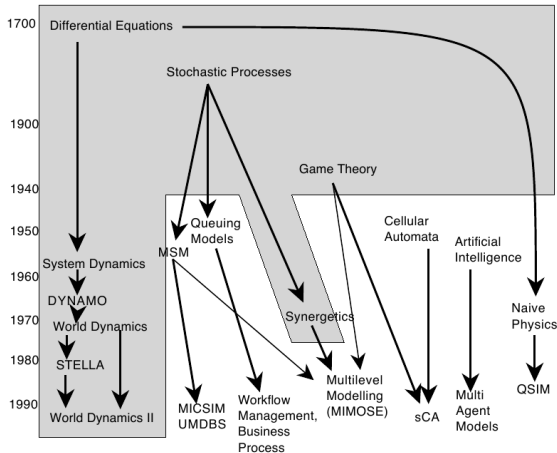 1700
Differential Equations
Stochastic Processes
1900
Game Theory
1940
Queuing
Models
Cellular
Automata
1950
MSM
Artificial
Intelligence
System Dynamics
1960
DYNAMO
Naive
Physics
Synergetics
1970
World Dynamics
1980
STELLA
Multilevel
Modelling
(MIMOSE)
QSIM
1990
World Dynamics II
MICSIM
UMDBS
Workflow
Management,
Business
Process
sCA
Multi
Agent
Models